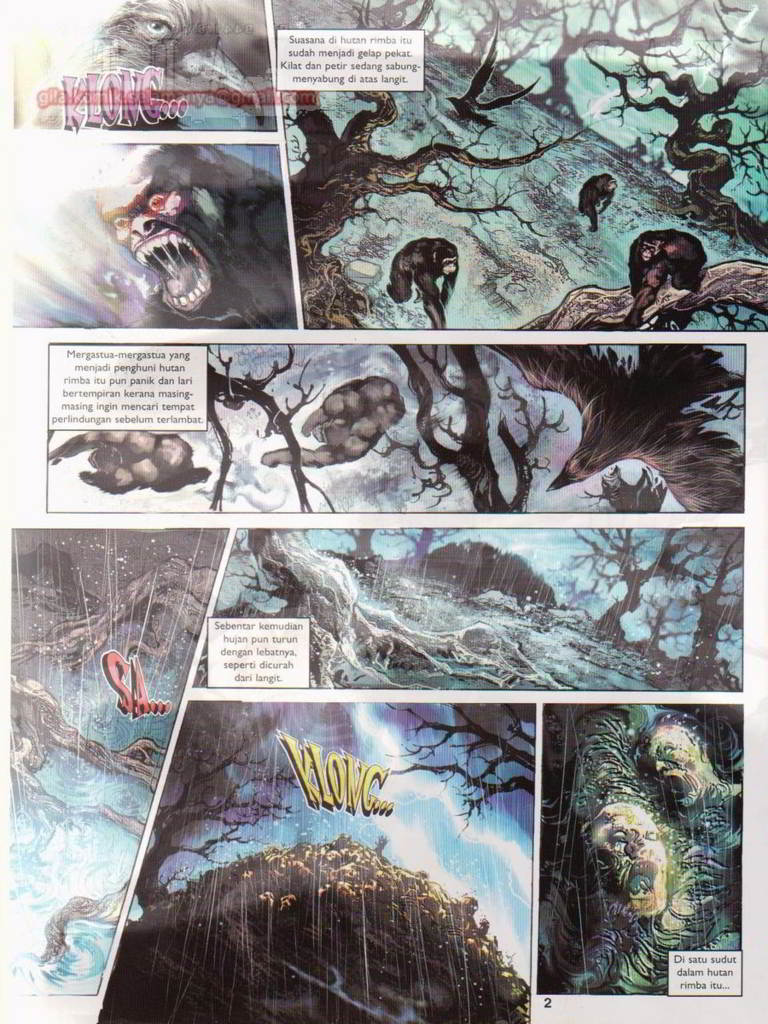 KLONG...
Suasana di hutan rimba itu
sudah menjadi gelap pekat.
Kilat dan petir sedang sabung-
menyabung di atas langit.
Mergastua-mergastua yang
menjadi penghuni hutan
rimba itu pun panik dan lari
bertempiran kerana masing-
masing ingin mencari tempat
perlindungan sebelum terlambat.
Sebentar kemudian
hujan pun turun
dengan lebatnya,
seperti dicurah
dari langit.
SA...
KLONG...
Di satu sudut
dalam hutan
rimba itu...
2